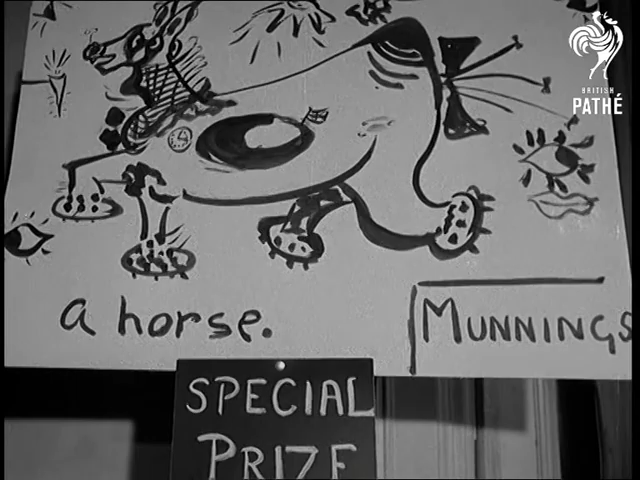 BRITISH
PATHÉ
a horse.
MUNNINGS
SPECIAL
PRIZE